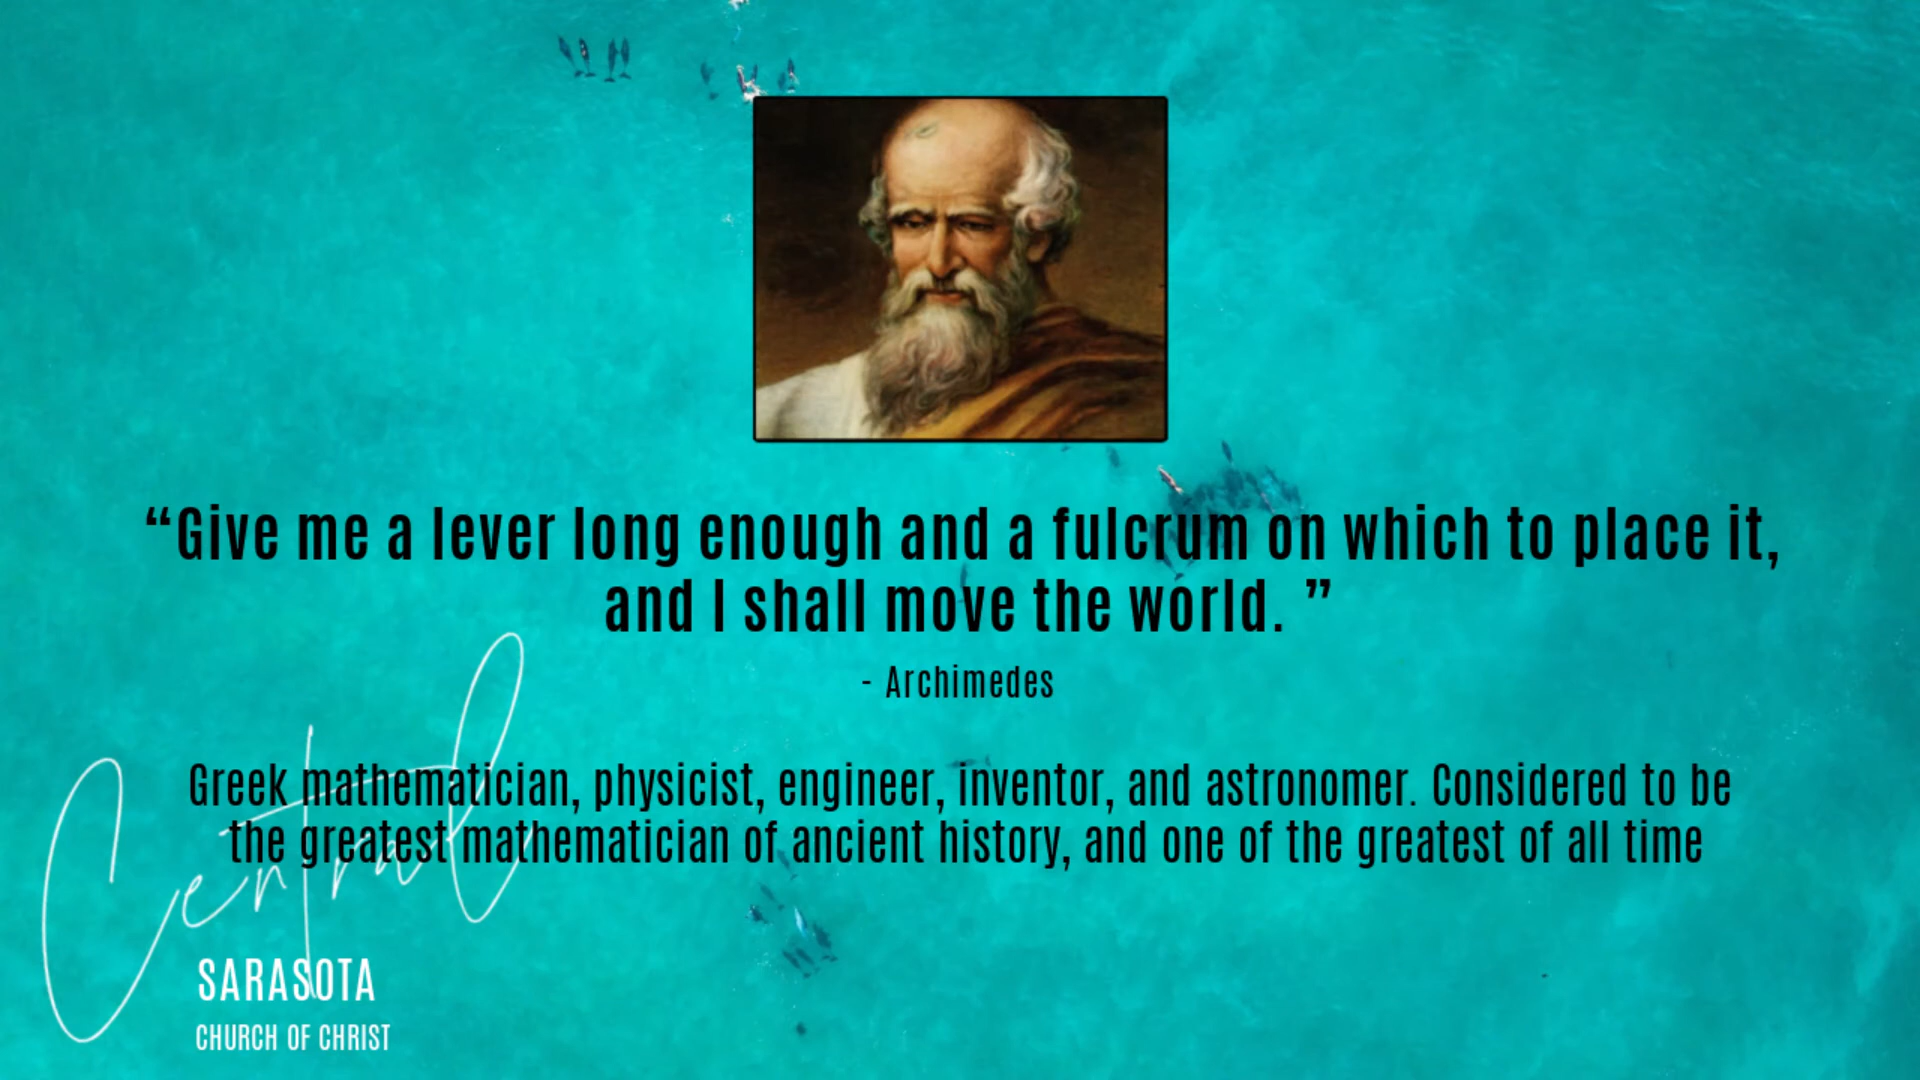 “Give me a lever long enough and a fulcrum on which to place it,
and I shall move the world. ”
- Archimedes
Greek mathematician, physicist, engineer, inventor, and astronomer. Considered to be
the greatest mathematician of ancient history, and one of the greatest of all time
Central
SARASOTA
CHURCH OF CHRIST